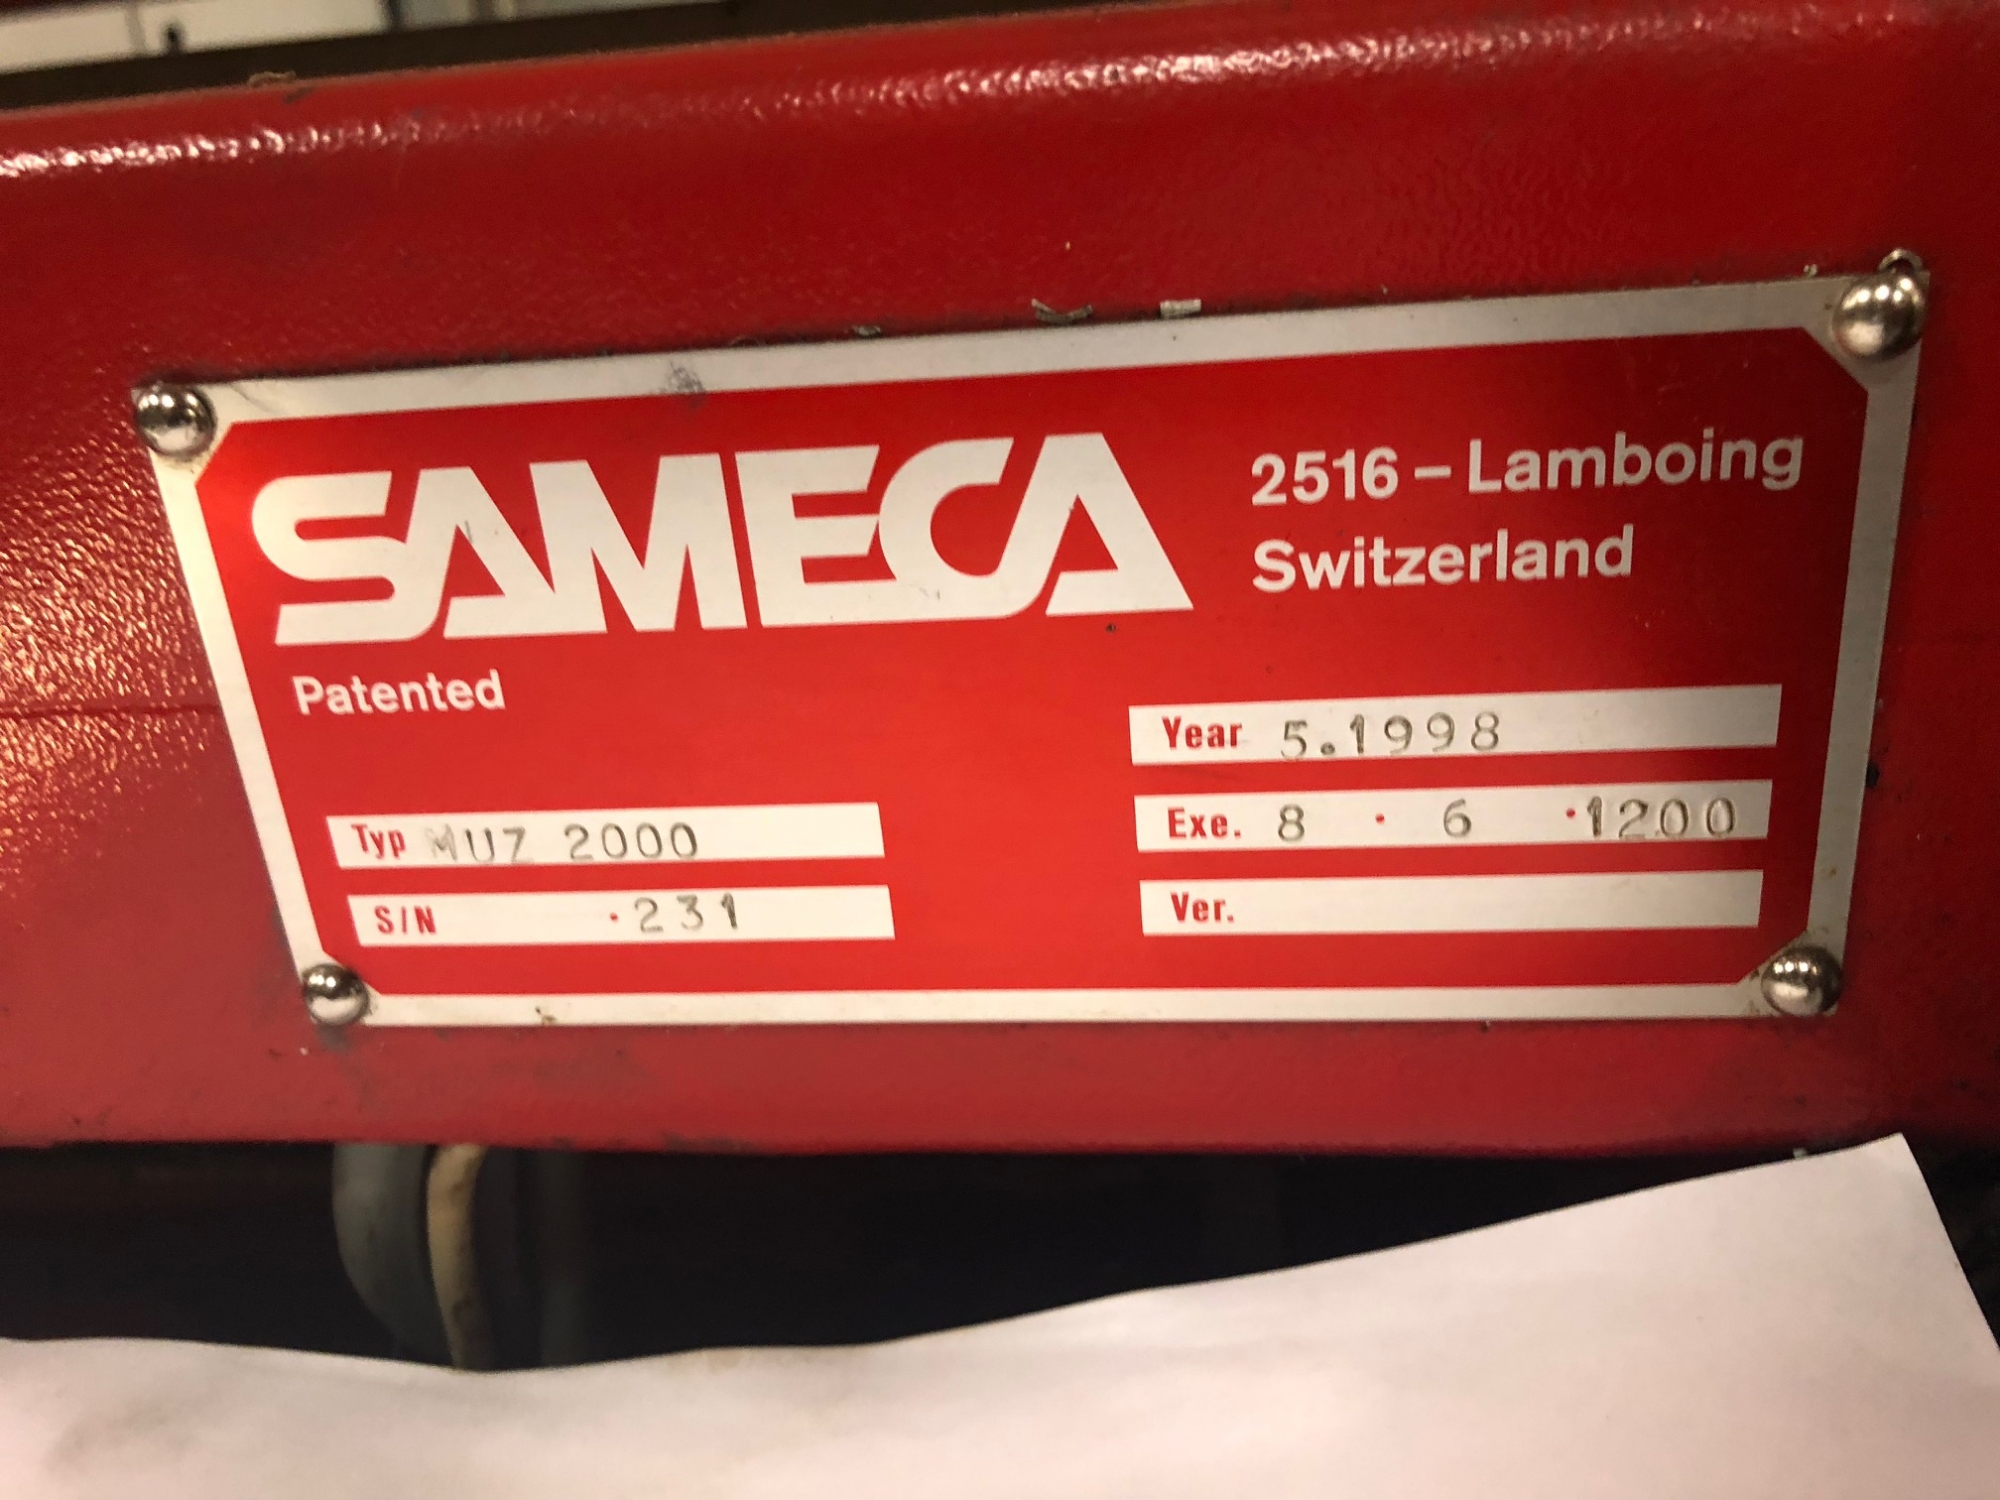 SAMECA
2516 – Lamboing
Switzerland
Patented
Year 5.1998
Typ MUZ 2000
Exe. 8 · 6 ·1200
S/N ·231
Ver.